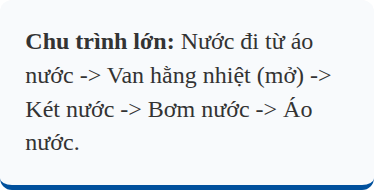 Chu trình lớn: Nước đi từ áo
nước -> Van hằng nhiệt (mở) ->
Két nước -> Bơm nước -> Áo
nước.